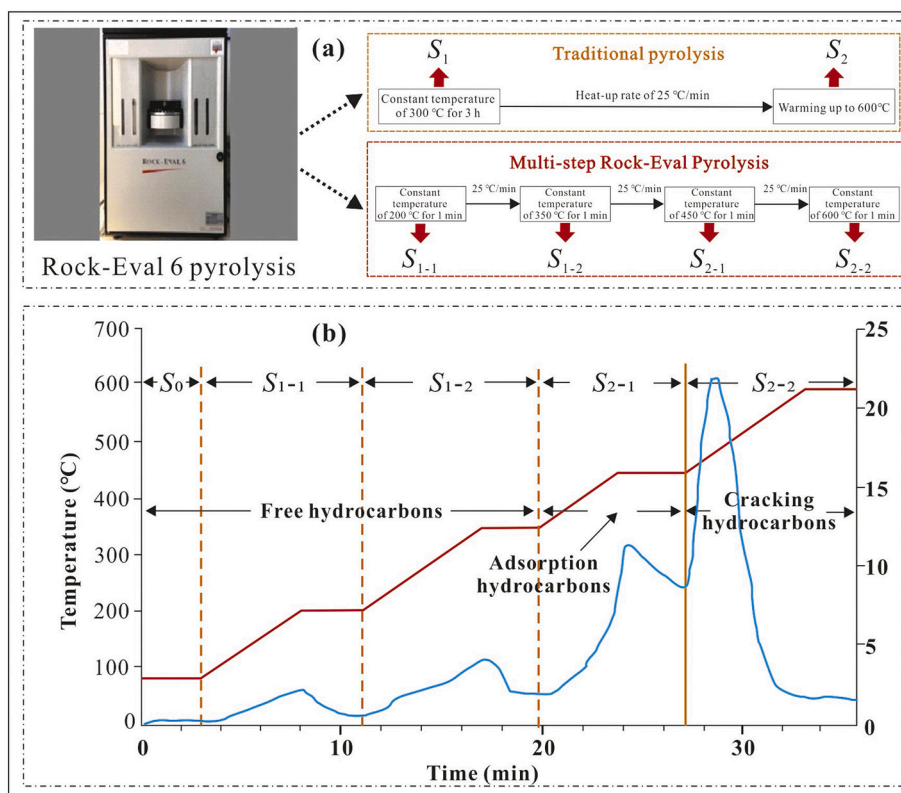 (a)
ROCK-EVAL 6
Rock-Eval 6 pyrolysis
Traditional pyrolysis
S1
S2
Constant temperature
of 300 ℃ for 3 h
Heat-up rate of 25 ℃/min
Warming up to 600℃
Multi-step Rock-Eval Pyrolysis
Constant
temperature
of 200 ℃ for 1 min
25 ℃/min
Constant
temperature
of 350 ℃ for 1 min
25 ℃/min
Constant
temperature
of 450 ℃ for 1 min
25 ℃/min
Constant
temperature
of 600 ℃ for 1 min
S1-1
S1-2
S2-1
S2-2
(b)
700
600
500
400
300
200
100
0
Temperature (℃)
25
20
15
10
5
0
S0
S1-1
S1-2
S2-1
S2-2
Free hydrocarbons
Adsorption
hydrocarbons
Cracking
hydrocarbons
0
10
20
30
Time (min)